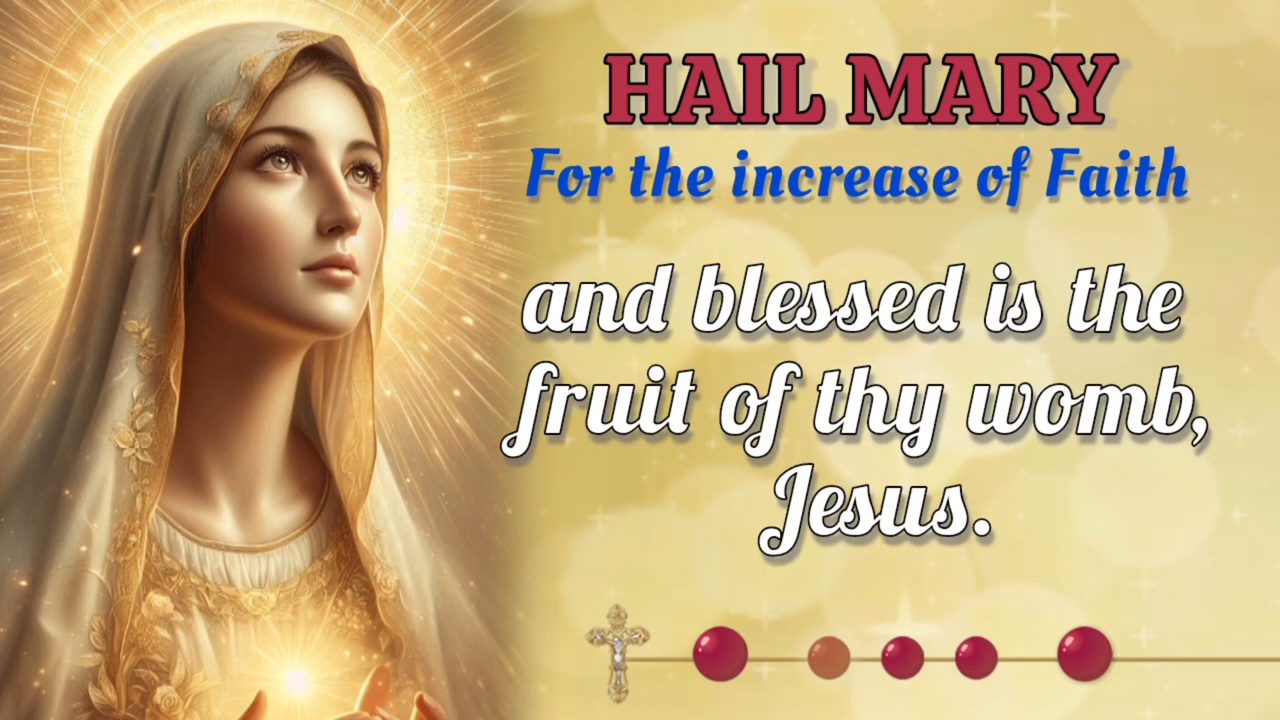 HAIL MARY
For the increase of Faith
and blessed is the
fruit of thy womb,
Jesus.